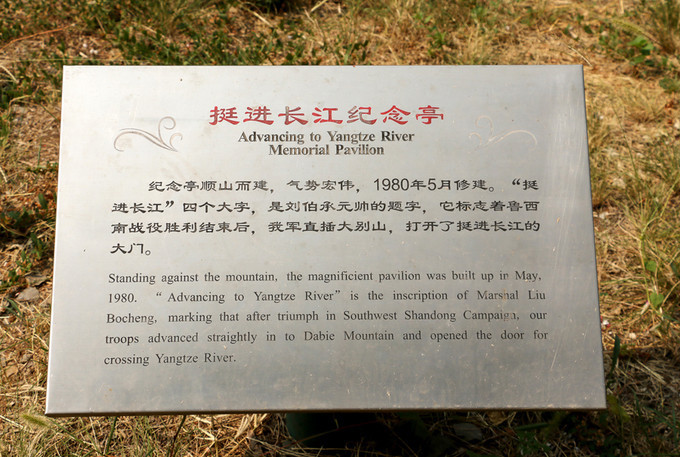 挺进长江纪念亭
Advancing to Yangtze River
Memorial Pavilion
纪念亭顺山而建，气势宏伟，1980年5月修建。“挺
进长江”四个大字，是刘伯承元帅的题字，它标志着鲁西
南战役胜利结束后，我军直插大别山，打开了挺进长江的
大门。
Standing against the mountain, the magnificent pavilion was built up in May,
1980. “ Advancing to Yangtze River” is the inscription of Marshal Liu
Bocheng, marking that after triumph in Southwest Shandong Campaign, our
troops advanced straightly in to Dabie Mountain and opened the door for
crossing Yangtze River.